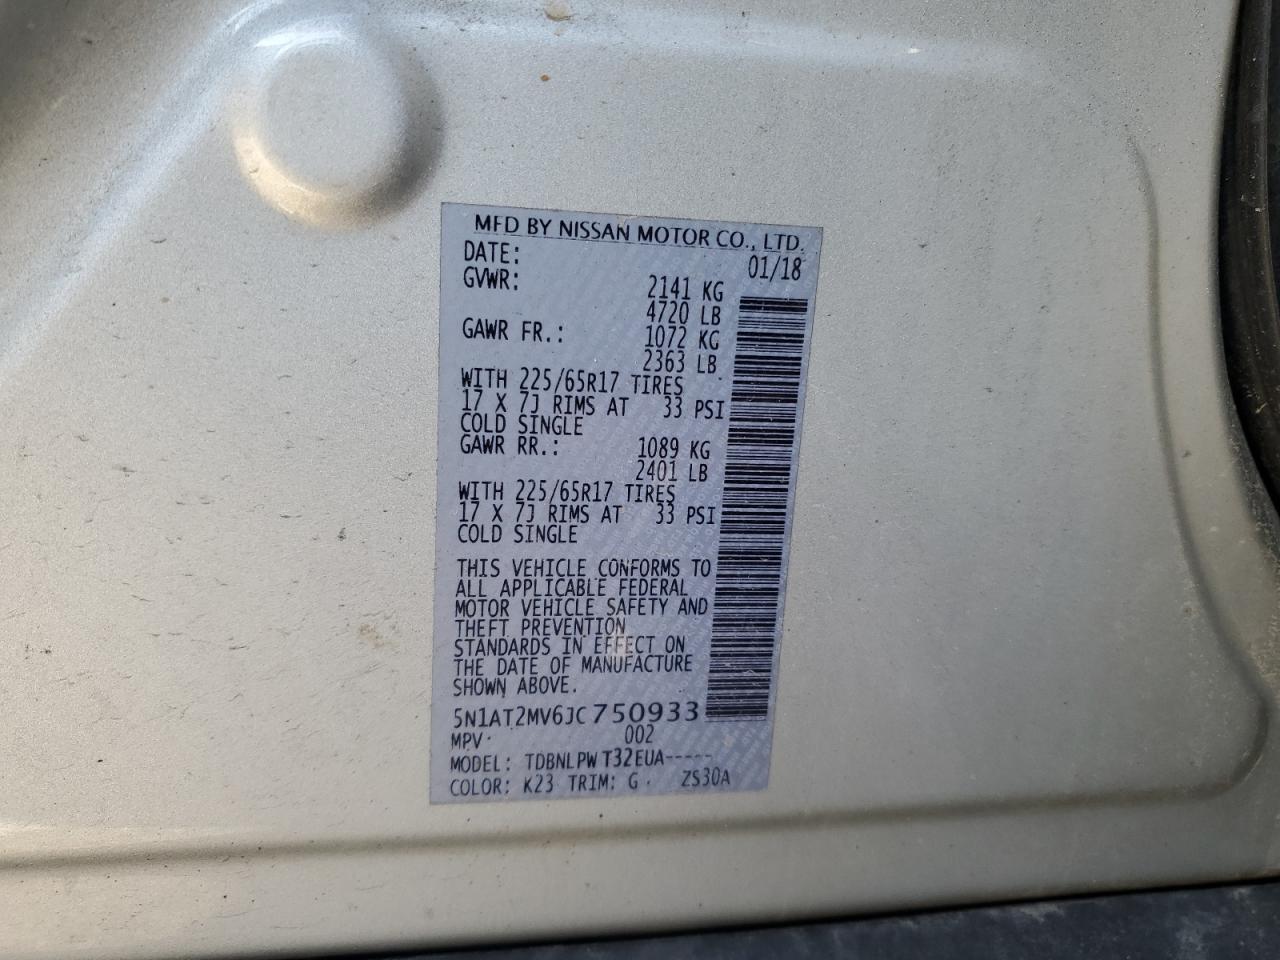 MFD BY NISSAN MOTOR CO., LTD.
DATE: 01/18
GVWR: 2141 KG
4720 LB
GAWR FR.: 1072 KG
2363 LB
WITH 225/65R17 TIRES
17 X 7J RIMS AT 33 PSI
COLD SINGLE
GAWR RR.: 1089 KG
2401 LB
WITH 225/65R17 TIRES
17 X 7J RIMS AT 33 PSI
COLD SINGLE
THIS VEHICLE CONFORMS TO
ALL APPLICABLE FEDERAL
MOTOR VEHICLE SAFETY AND
THEFT PREVENTION
STANDARDS IN EFFECT ON
THE DATE OF MANUFACTURE
SHOWN ABOVE.
5N1AT2MV6JC750933
MPV 002
MODEL: TDBNLPW T32EUA-----
COLOR: K23 TRIM: G ZS30A